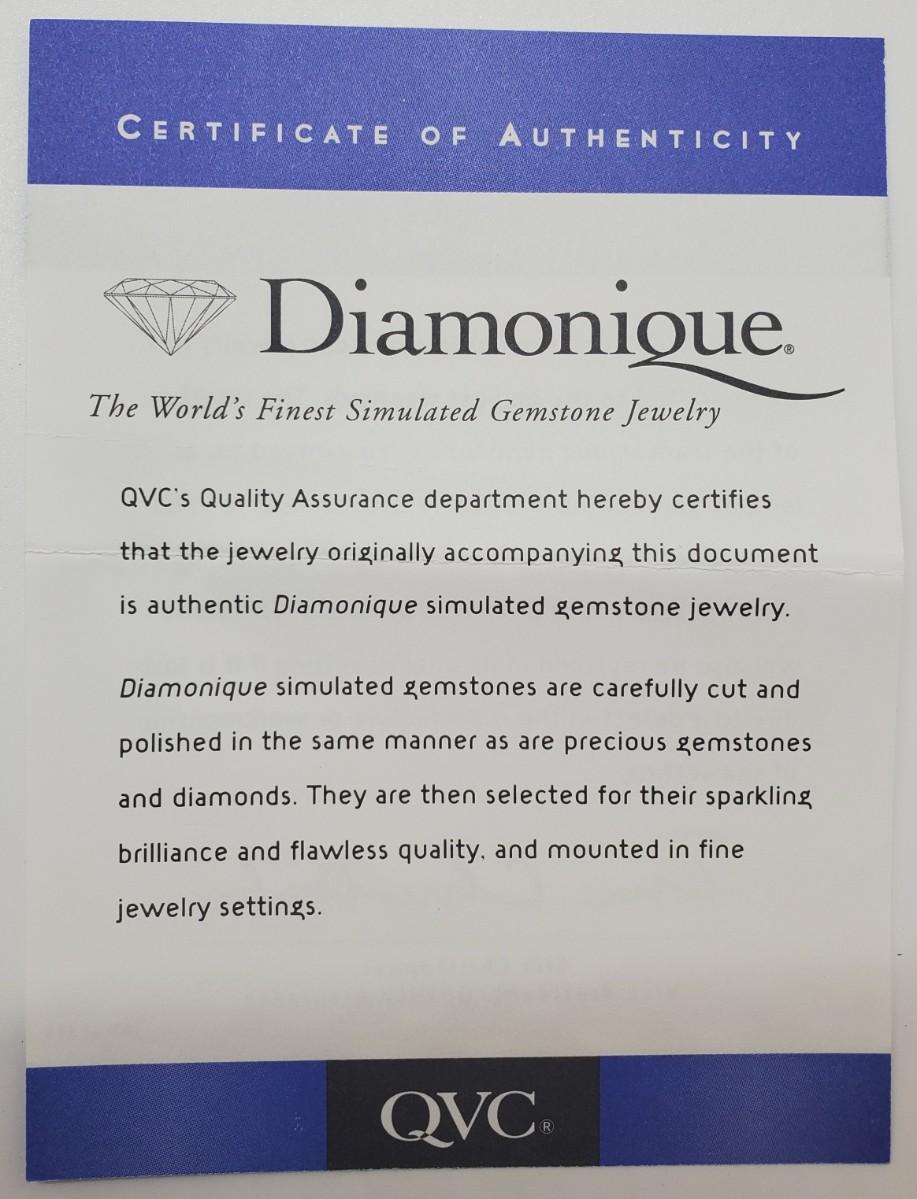 CERTIFICATE OF AUTHENTICITY
Diamonique®
The World's Finest Simulated Gemstone Jewelry
QVC's Quality Assurance department hereby certifies
that the jewelry originally accompanying this document
is authentic Diamonique simulated gemstone jewelry.
Diamonique simulated gemstones are carefully cut and
polished in the same manner as are precious gemstones
and diamonds. They are then selected for their sparkling
brilliance and flawless quality, and mounted in fine
jewelry settings.
QVC®